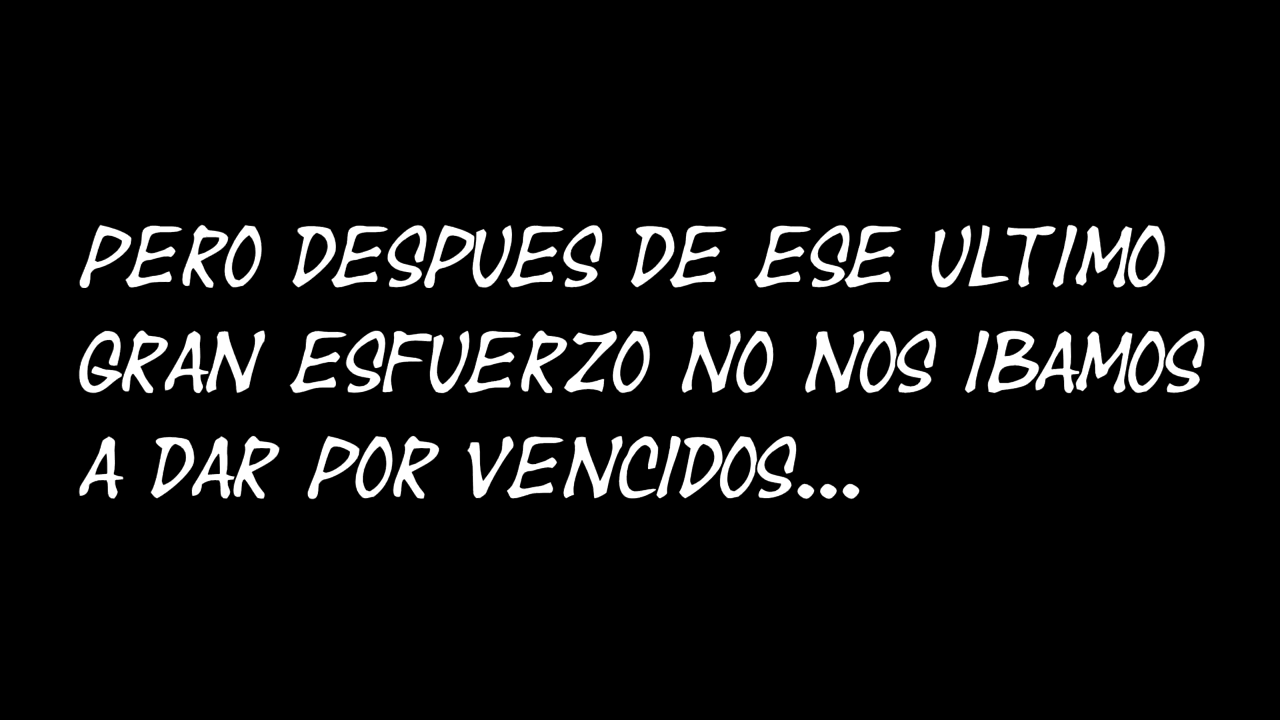 PERO DESPUES DE ESE ULTIMO
GRAN ESFUERZO NO NOS IBAMOS
A DAR POR VENCIDOS...